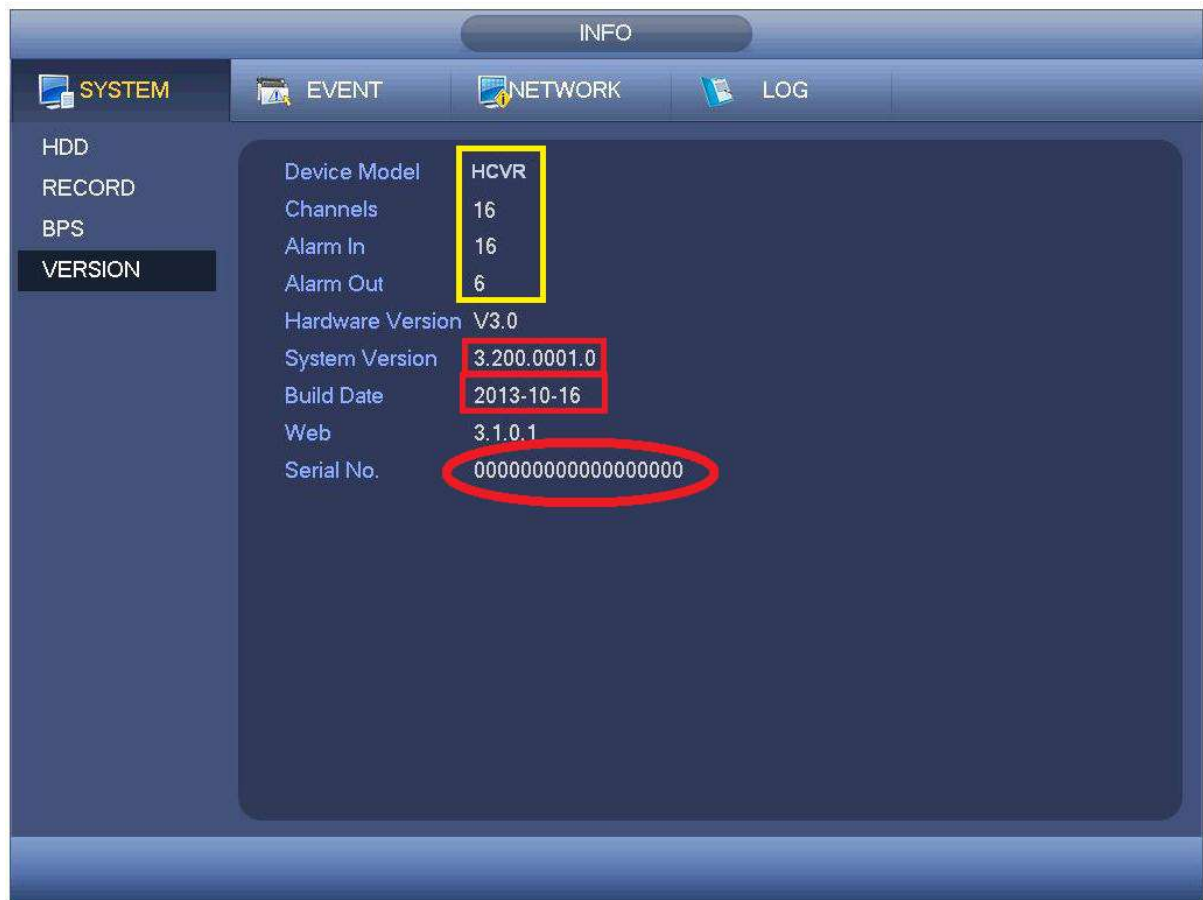 INFO
SYSTEM EVENT NETWORK LOG
HDD
RECORD
BPS
VERSION
Device Model HCVR
Channels 16
Alarm In 16
Alarm Out 6
Hardware Version V3.0
System Version 3.200.0001.0
Build Date 2013-10-16
Web 3.1.0.1
Serial No. 000000000000000000